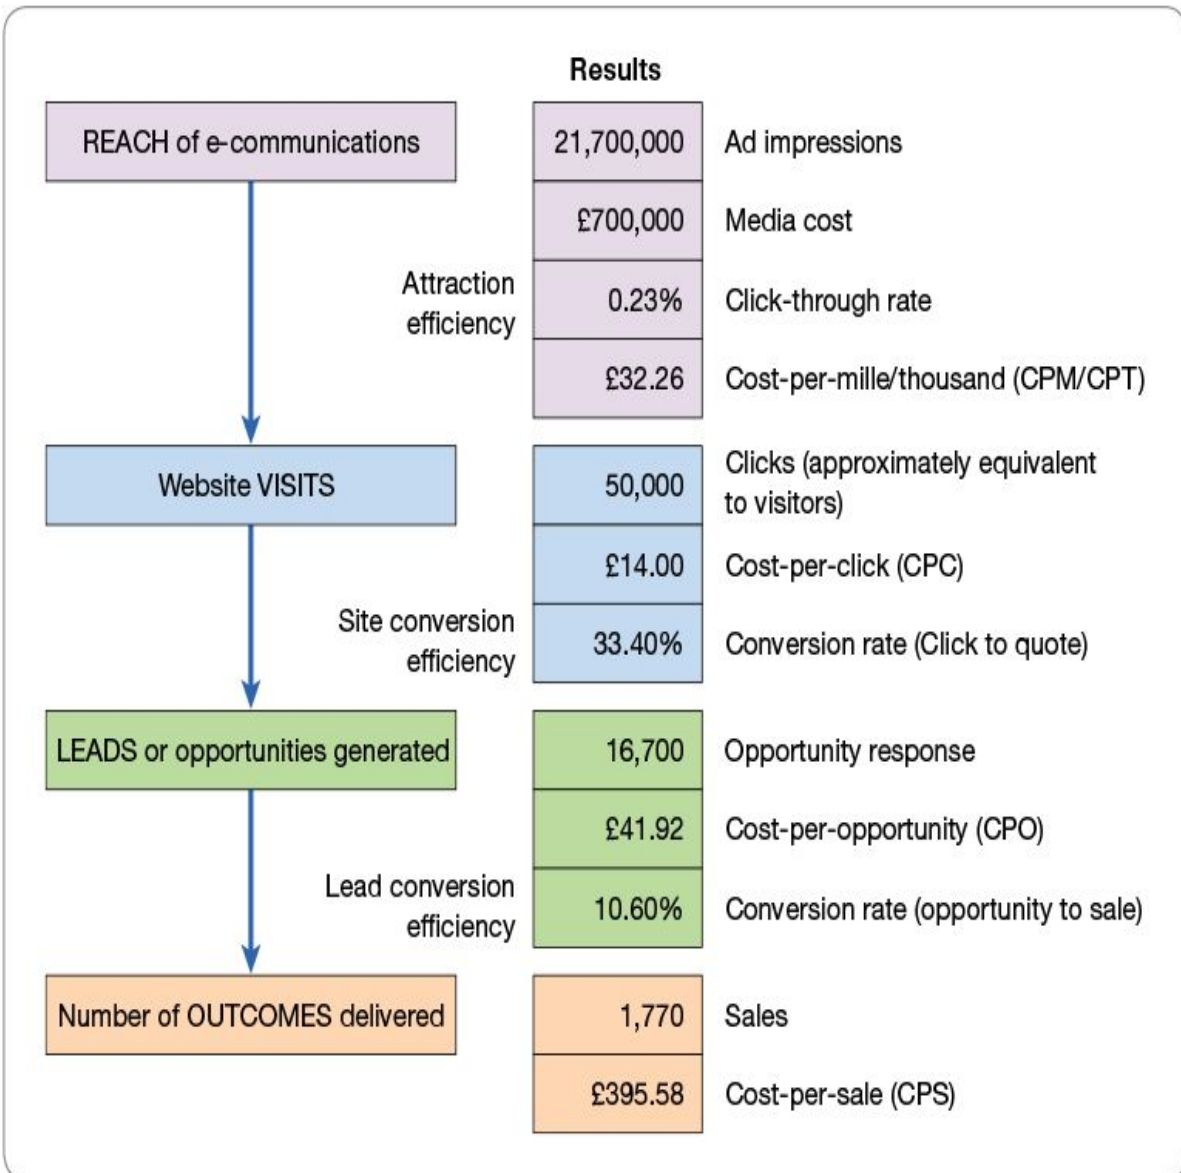 Results
REACH of e-communications
21,700,000
Ad impressions
£700,000
Media cost
Attraction
efficiency
0.23%
Click-through rate
£32.26
Cost-per-mille/thousand (CPM/CPT)
Website VISITS
50,000
Clicks (approximately equivalent
to visitors)
£14.00
Cost-per-click (CPC)
Site conversion
efficiency
33.40%
Conversion rate (Click to quote)
LEADS or opportunities generated
16,700
Opportunity response
£41.92
Cost-per-opportunity (CPO)
Lead conversion
efficiency
10.60%
Conversion rate (opportunity to sale)
Number of OUTCOMES delivered
1,770
Sales
£395.58
Cost-per-sale (CPS)